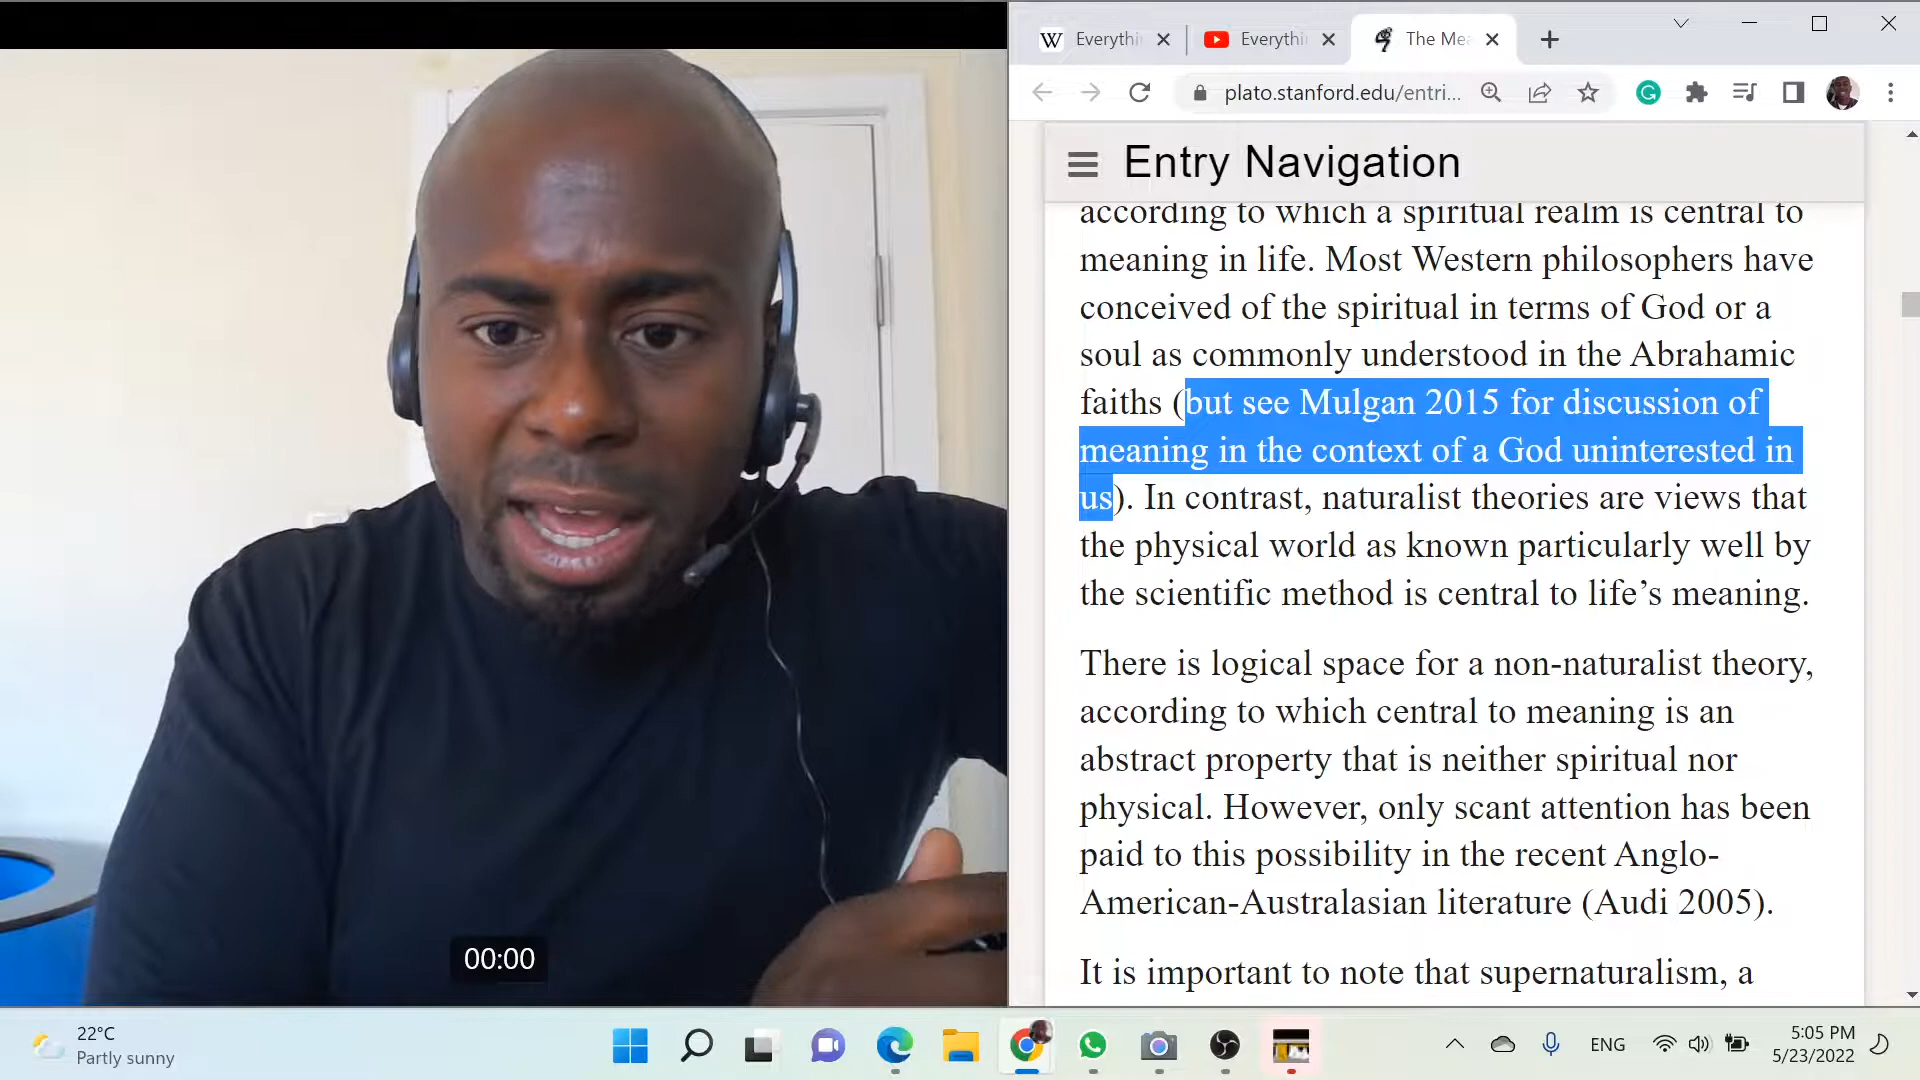 W Everythi
Everythi
The Mea
plato.stanford.edu/entri...
Entry Navigation
according to which a spiritual realm is central to
meaning in life. Most Western philosophers have
conceived of the spiritual in terms of God or a
soul as commonly understood in the Abrahamic
faiths (but see Mulgan 2015 for discussion of
meaning in the context of a God uninterested in
us). In contrast, naturalist theories are views that
the physical world as known particularly well by
the scientific method is central to life’s meaning.
There is logical space for a non-naturalist theory,
according to which central to meaning is an
abstract property that is neither spiritual nor
physical. However, only scant attention has been
paid to this possibility in the recent Anglo-
American-Australasian literature (Audi 2005).
It is important to note that supernaturalism, a
00:00
22°C
Partly sunny
ENG
5:05 PM
5/23/2022